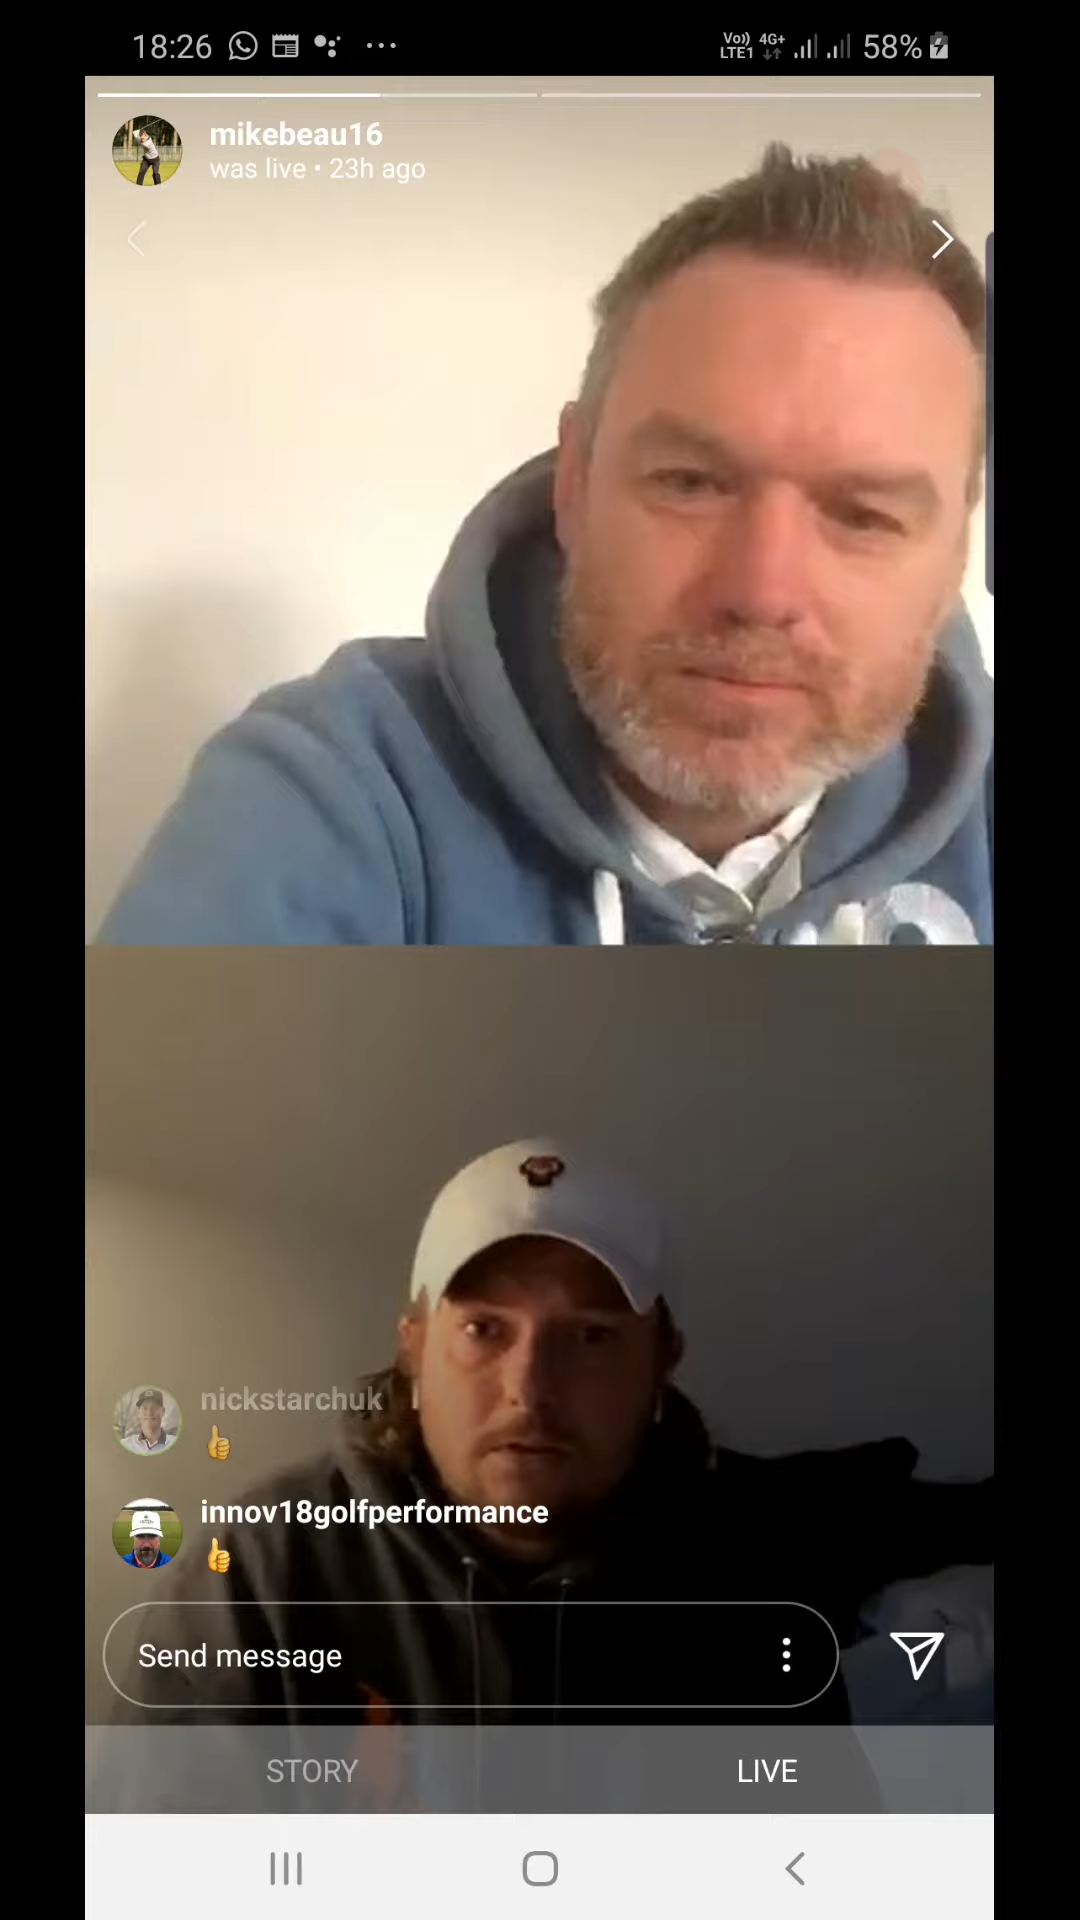 18:26
Vo)) 4G+ 58%
LTE1
mikebeau16
was live • 23h ago
nickstarchuk
👍
innov18golfperformance
👍
Send message
STORY LIVE